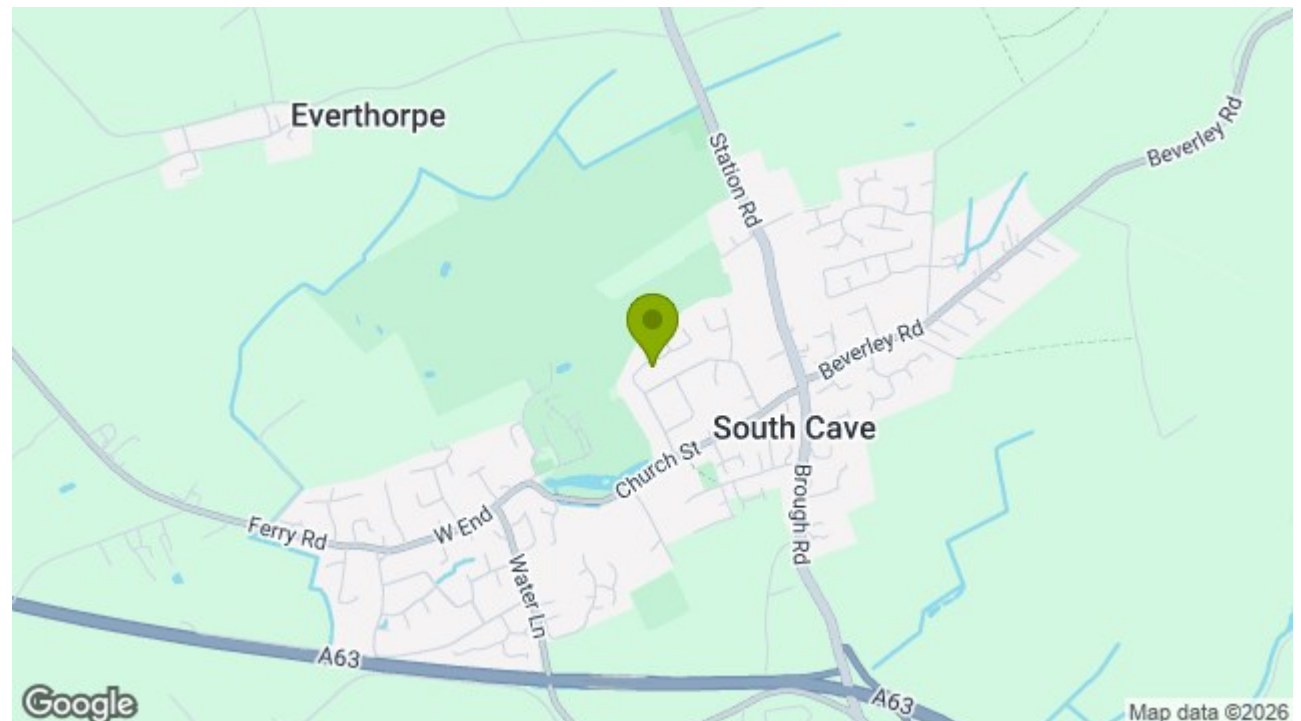 Everthorpe
Station Rd
Beverley Rd
Beverley Rd
South Cave
Church St
Brough Rd
W End
Ferry Rd
Water Ln
A63
A63
Google
Map data ©2026